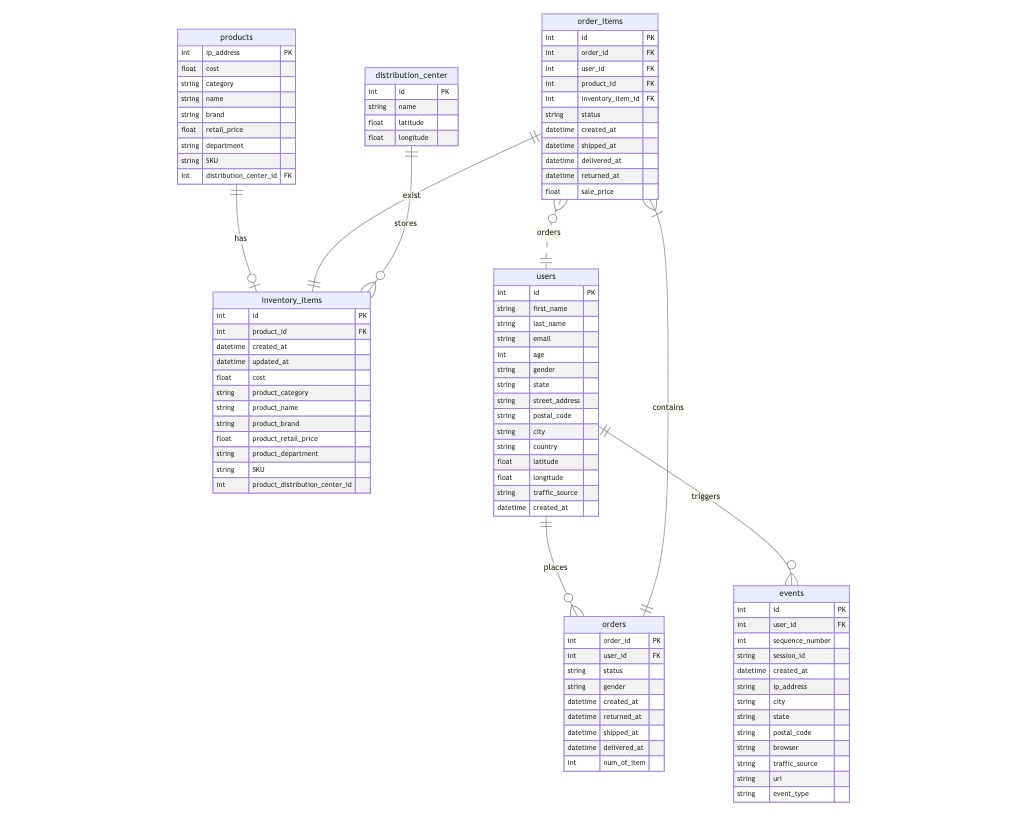 products
int ip_address PK
float cost
string category
string name
string brand
float retail_price
string department
string SKU
int distribution_center_id FK
distribution_center
int id PK
string name
float latitude
float longitude
order_items
int id PK
int order_id FK
int user_id FK
int product_id FK
int inventory_item_id FK
string status
datetime created_at
datetime shipped_at
datetime delivered_at
datetime returned_at
float sale_price
exist
stores
has
orders
inventory_items
int id PK
int product_id FK
datetime created_at
datetime updated_at
float cost
string product_category
string product_name
string product_brand
float product_retail_price
string product_department
string SKU
int product_distribution_center_id
users
int id PK
string first_name
string last_name
string email
int age
string gender
string state
string street_address
string postal_code
string city
string country
float latitude
float longitude
string traffic_source
datetime created_at
contains
triggers
places
orders
int order_id PK
int user_id FK
string status
string gender
datetime created_at
datetime returned_at
datetime shipped_at
datetime delivered_at
int num_of_item
events
int id PK
int user_id FK
int sequence_number
string session_id
datetime created_at
string ip_address
string city
string state
string postal_code
string browser
string traffic_source
string uri
string event_type